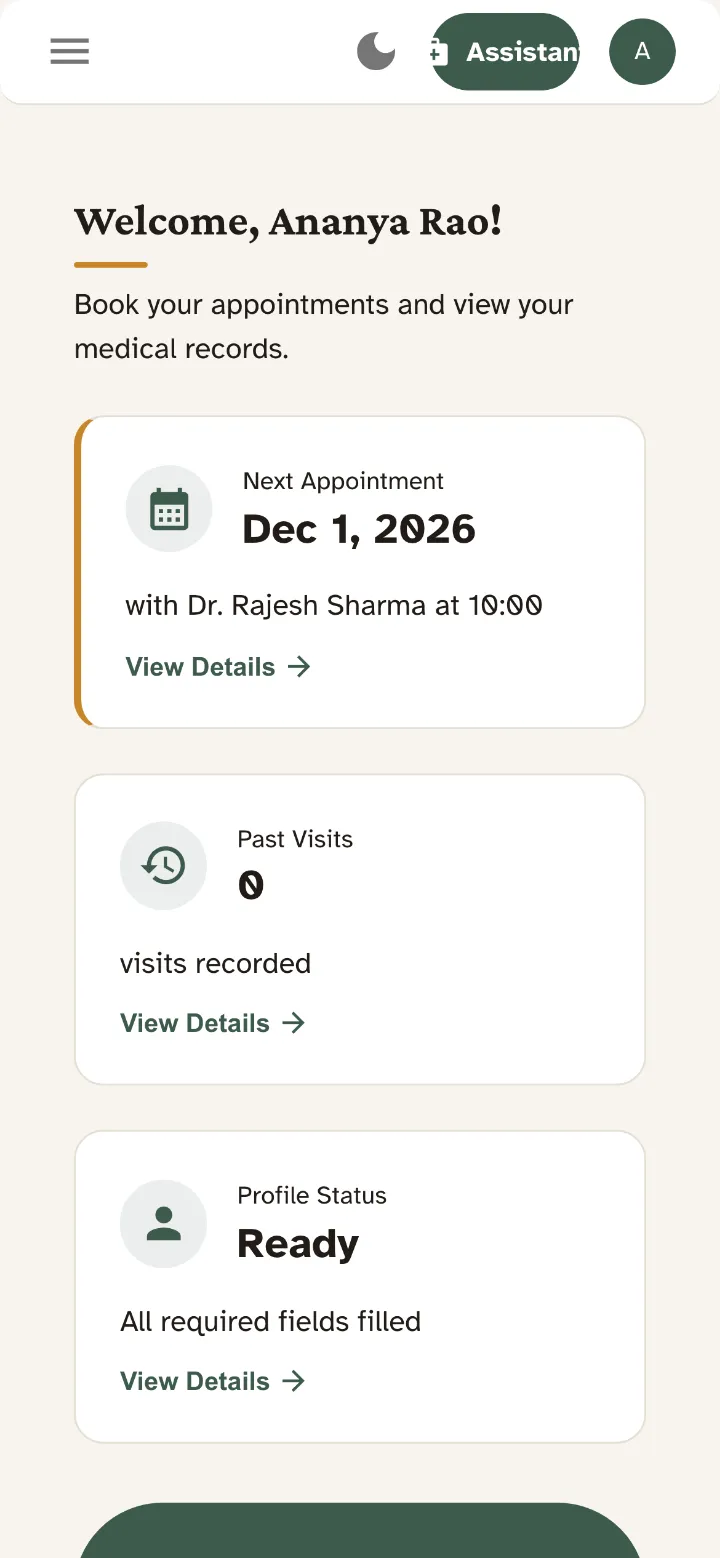 Assistant
A
Welcome, Ananya Rao!
Book your appointments and view your
medical records.
Next Appointment
Dec 1, 2026
with Dr. Rajesh Sharma at 10:00
View Details →
Past Visits
0
visits recorded
View Details →
Profile Status
Ready
All required fields filled
View Details →